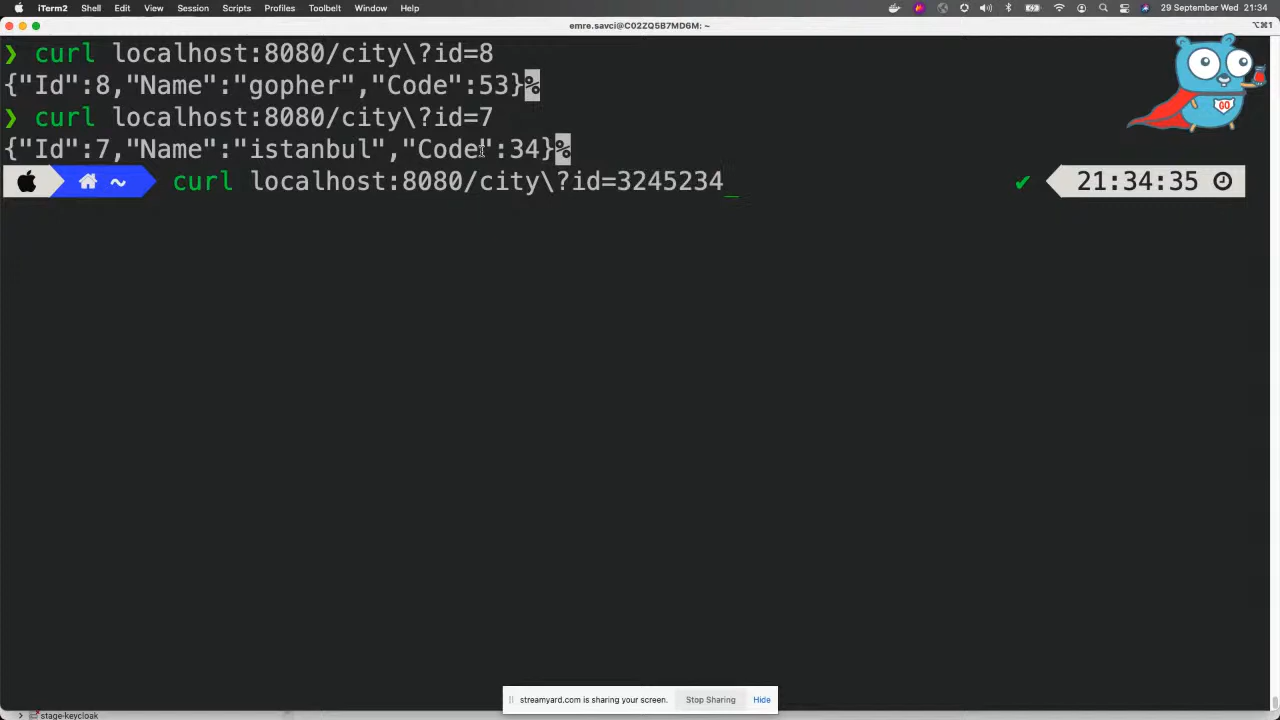 iTerm2 Shell Edit View Session Scripts Profiles Toolbelt Window Help 29 September Wed 21:34
emre.savci@C02ZQ5B7MD6M: ~ ⌥⌘1
❯ curl localhost:8080/city\?id=8
{"Id":8,"Name":"gopher","Code":53}%
❯ curl localhost:8080/city\?id=7
{"Id":7,"Name":"istanbul","Code":34}%
~ curl localhost:8080/city\?id=3245234_ ✔ 21:34:35
GO
streamyard.com is sharing your screen. Stop Sharing Hide
stage-keycloak